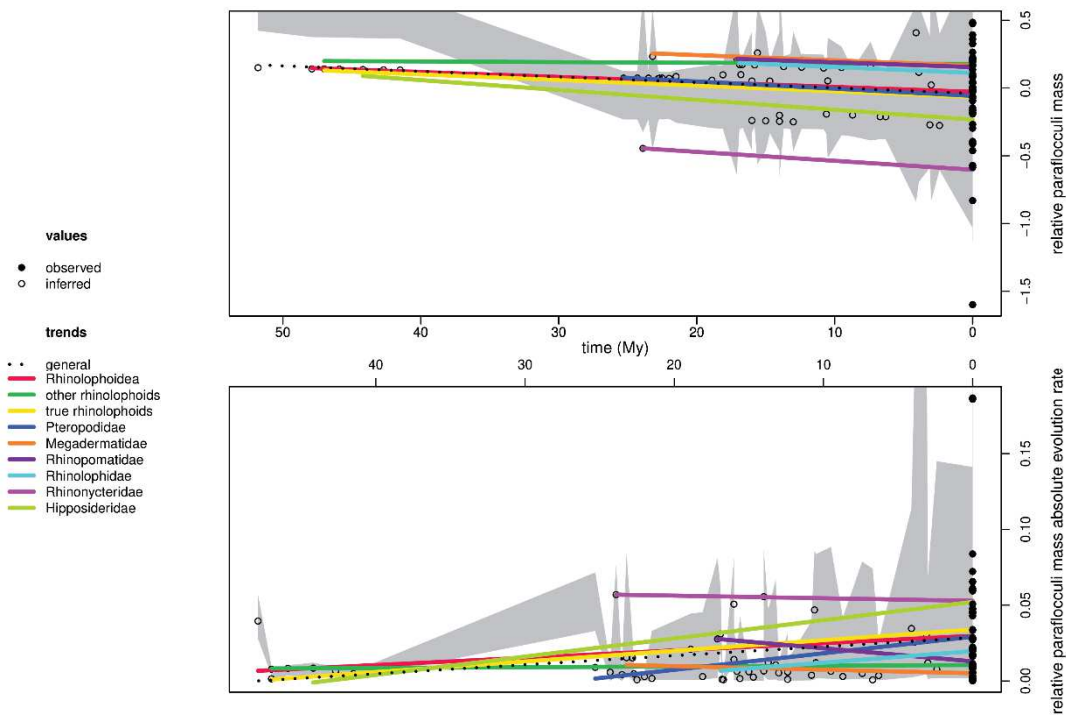 0.5
0.0
−0.5
−1.0
−1.5
relative paraflocculi mass
values
observed
inferred
50
40
30
20
10
0
time (My)
trends
general
Rhinolophoidea
other rhinolophoids
true rhinolophoids
Pteropodidae
Megadermatidae
Rhinopomatidae
Rhinolophidae
Rhinonycteridae
Hipposideridae
40
30
20
10
0
0.15
0.10
0.05
0.00
relative paraflocculi mass absolute evolution rate